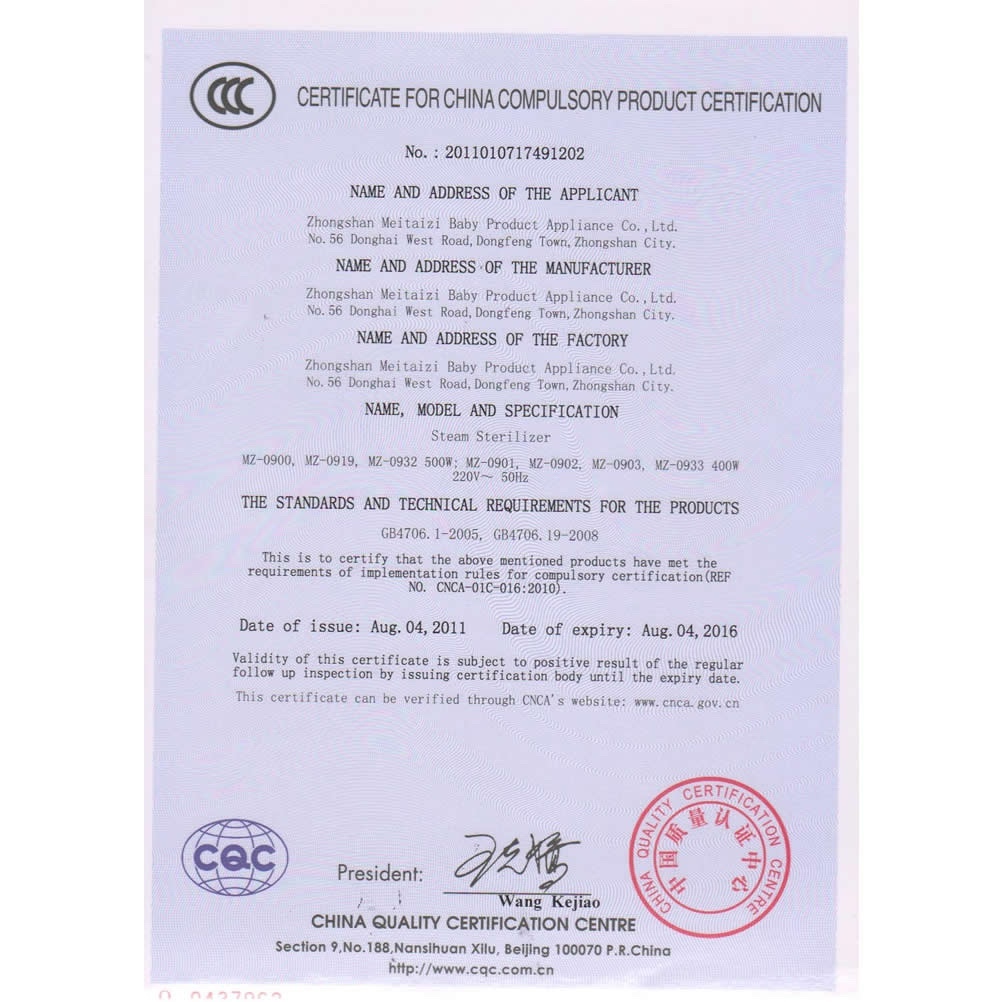 CCC
CERTIFICATE FOR CHINA COMPULSORY PRODUCT CERTIFICATION
No. : 2011010717491202
NAME AND ADDRESS OF THE APPLICANT
Zhongshan Meitaizi Baby Product Appliance Co.,Ltd.
No.56 Donghai West Road,Dongfeng Town,Zhongshan City.
NAME AND ADDRESS OF THE MANUFACTURER
Zhongshan Meitaizi Baby Product Appliance Co.,Ltd.
No.56 Donghai West Road,Dongfeng Town,Zhongshan City.
NAME AND ADDRESS OF THE FACTORY
Zhongshan Meitaizi Baby Product Appliance Co.,Ltd.
No.56 Donghai West Road,Dongfeng Town,Zhongshan City.
NAME, MODEL AND SPECIFICATION
Steam Sterilizer
MZ-0900, MZ-0919, MZ-0932 500W; MZ-0901, MZ-0902, MZ-0903, MZ-0933 400W
220V～ 50Hz
THE STANDARDS AND TECHNICAL REQUIREMENTS FOR THE PRODUCTS
GB4706.1-2005, GB4706.19-2008
This is to certify that the above mentioned products have met the
requirements of implementation rules for compulsory certification(REF
NO. CNCA-01C-016:2010).
Date of issue: Aug.04,2011 Date of expiry: Aug.04,2016
Validity of this certificate is subject to positive result of the regular
follow up inspection by issuing certification body until the expiry date.
This certificate can be verified through CNCA's website: www.cnca.gov.cn
CHINA QUALITY CERTIFICATION CENTRE
中国质量认证中心
CQC
President:
Wang Kejiao
CHINA QUALITY CERTIFICATION CENTRE
Section 9,No.188,Nansihuan Xilu, Beijing 100070 P.R.China
http://www.cqc.com.cn